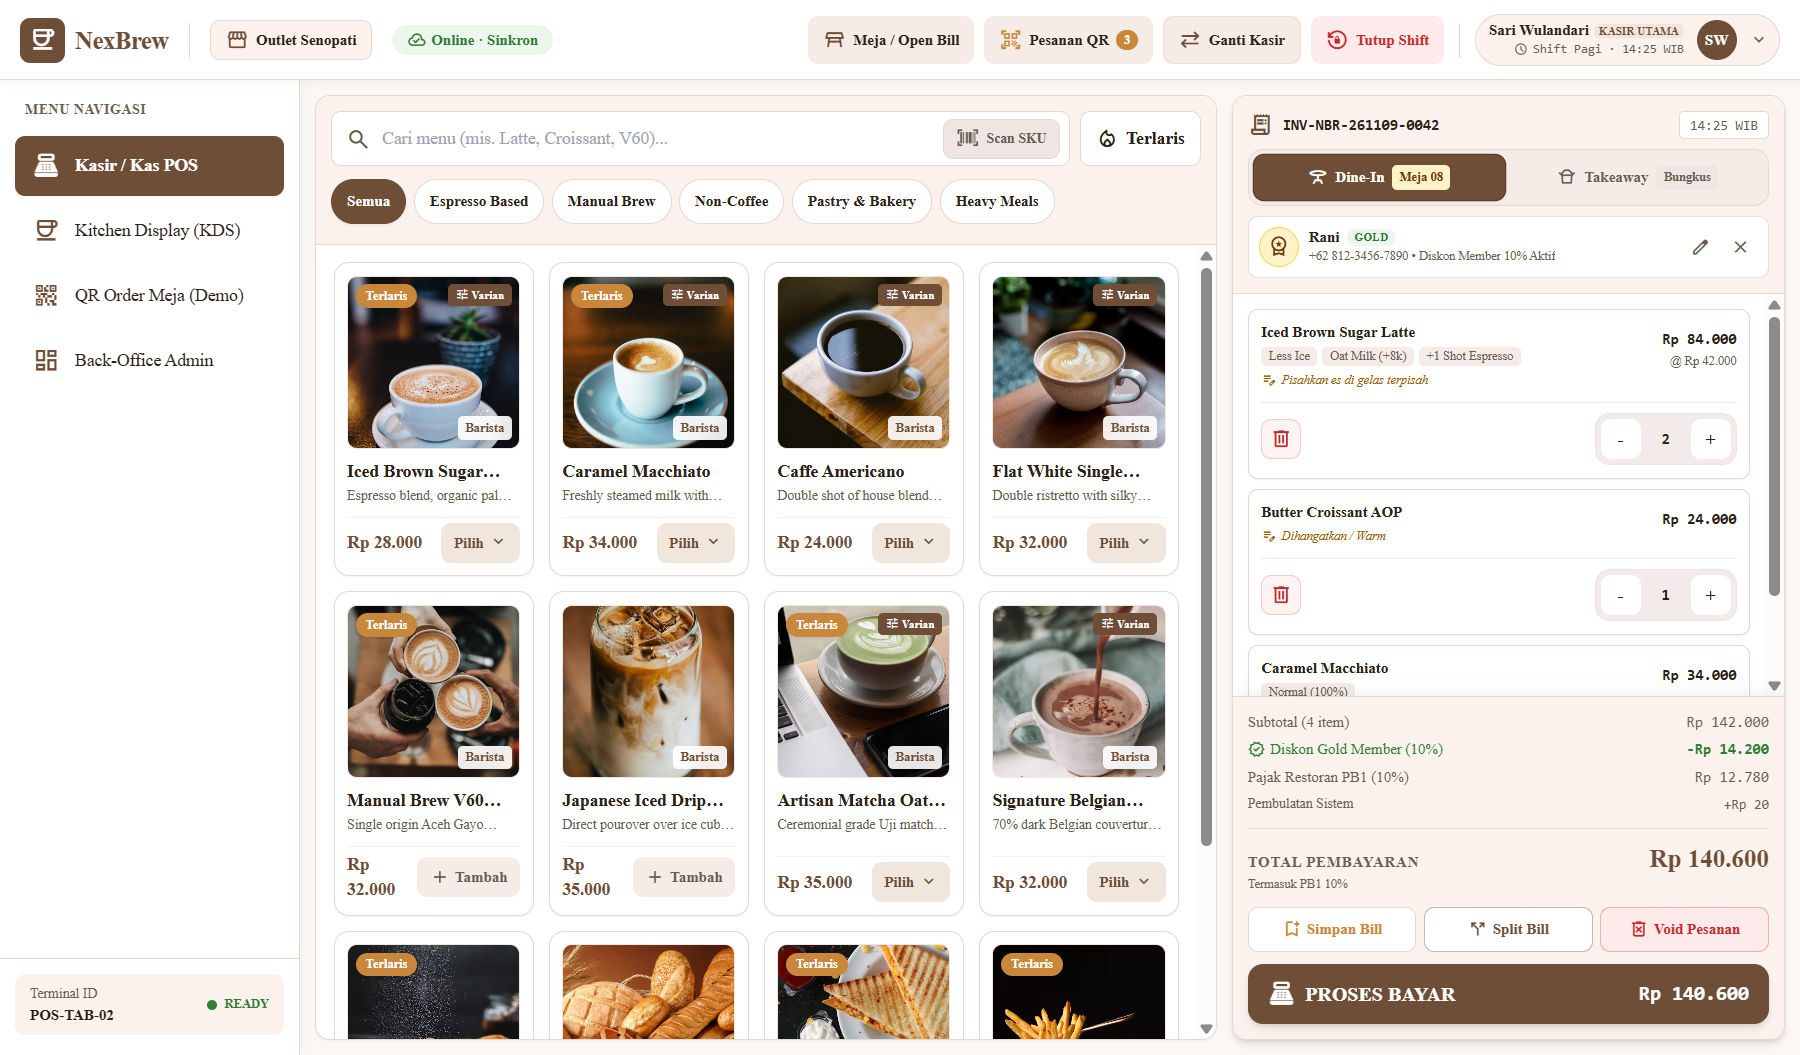 NexBrew
Outlet Senopati
Online · Sinkron
Meja / Open Bill
Pesanan QR 3
Ganti Kasir
Tutup Shift
Sari Wulandari KASIR UTAMA
Shift Pagi · 14:25 WIB
SW
MENU NAVIGASI
Kasir / Kas POS
Kitchen Display (KDS)
QR Order Meja (Demo)
Back-Office Admin
Terminal ID
POS-TAB-02
READY
Cari menu (mis. Latte, Croissant, V60)...
Scan SKU
Terlaris
Semua
Espresso Based
Manual Brew
Non-Coffee
Pastry & Bakery
Heavy Meals
Terlaris
Varian
Barista
Iced Brown Sugar...
Espresso blend, organic pal...
Rp 28.000
Pilih
Terlaris
Varian
Barista
Caramel Macchiato
Freshly steamed milk with...
Rp 34.000
Pilih
Varian
Barista
Caffe Americano
Double shot of house blend...
Rp 24.000
Pilih
Varian
Barista
Flat White Single...
Double ristretto with silky...
Rp 32.000
Pilih
Terlaris
Barista
Manual Brew V60...
Single origin Aceh Gayo...
Rp
32.000
Tambah
Barista
Japanese Iced Drip...
Direct pourover over ice cub...
Rp
35.000
Tambah
Terlaris
Varian
Barista
Artisan Matcha Oat...
Ceremonial grade Uji match...
Rp 35.000
Pilih
Varian
Barista
Signature Belgian...
70% dark Belgian couvertur...
Rp 32.000
Pilih
Terlaris
Terlaris
Terlaris
INV-NBR-261109-0042
14:25 WIB
Dine-In Meja 08
Takeaway Bungkus
Rani GOLD
+62 812-3456-7890 • Diskon Member 10% Aktif
Iced Brown Sugar Latte
Rp 84.000
Less Ice
Oat Milk (+8k)
+1 Shot Espresso
@ Rp 42.000
Pisahkan es di gelas terpisah
- 2 +
Butter Croissant AOP
Rp 24.000
Dihangatkan / Warm
- 1 +
Caramel Macchiato
Rp 34.000
Normal (100%)
Subtotal (4 item) Rp 142.000
Diskon Gold Member (10%) -Rp 14.200
Pajak Restoran PB1 (10%) Rp 12.780
Pembulatan Sistem +Rp 20
TOTAL PEMBAYARAN Rp 140.600
Termasuk PB1 10%
Simpan Bill
Split Bill
Void Pesanan
PROSES BAYAR Rp 140.600